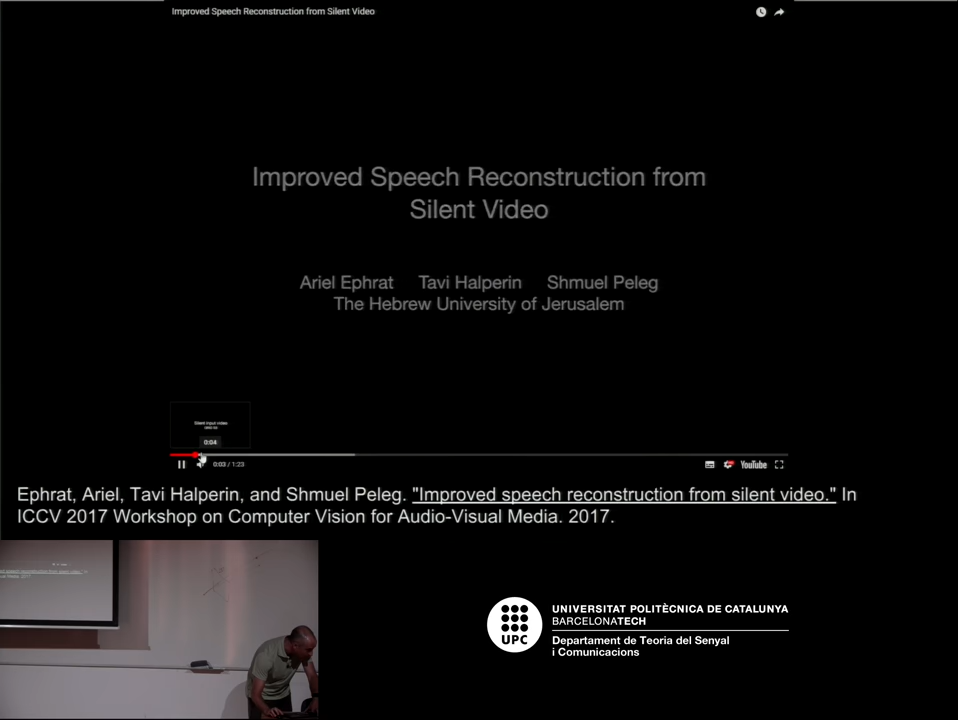 Improved Speech Reconstruction from Silent Video
Improved Speech Reconstruction from
Silent Video
Ariel Ephrat Tavi Halperin Shmuel Peleg
The Hebrew University of Jerusalem
Silent input video
0:04
0:03 / 1:23
YouTube
Ephrat, Ariel, Tavi Halperin, and Shmuel Peleg. "Improved speech reconstruction from silent video." In
ICCV 2017 Workshop on Computer Vision for Audio-Visual Media. 2017.
UPC
UNIVERSITAT POLITÈCNICA DE CATALUNYA
BARCELONATECH
Departament de Teoria del Senyal
i Comunicacions